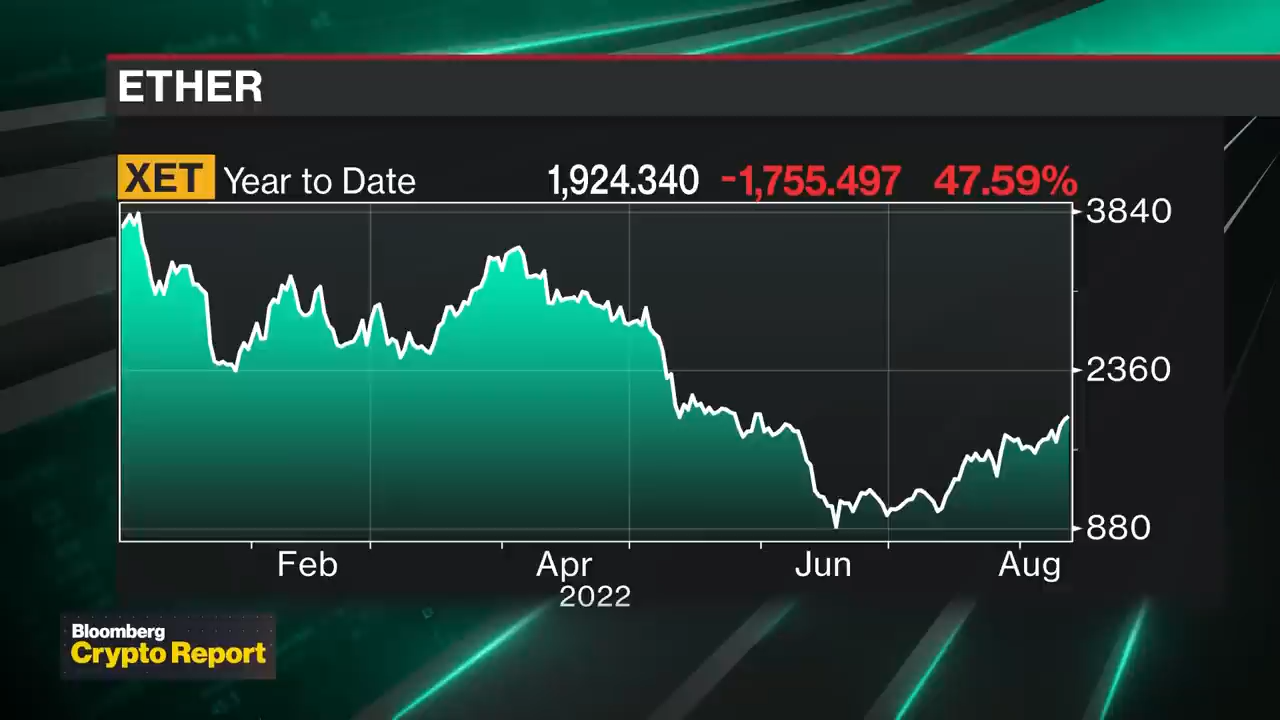 ETHER
XET Year to Date 1,924.340 -1,755.497 47.59%
3840
2360
880
Feb Apr Jun Aug
2022
Bloomberg
Crypto Report